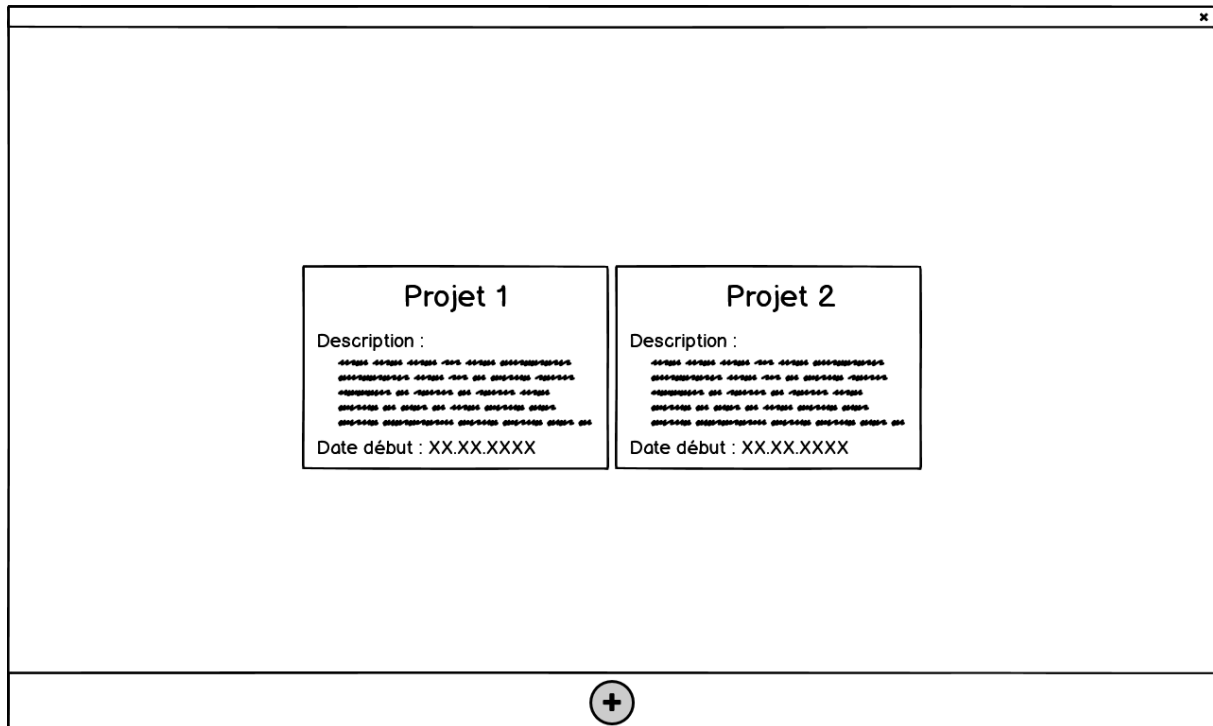 Projet 1
Description :
Date début : XX.XX.XXXX
Projet 2
Description :
Date début : XX.XX.XXXX